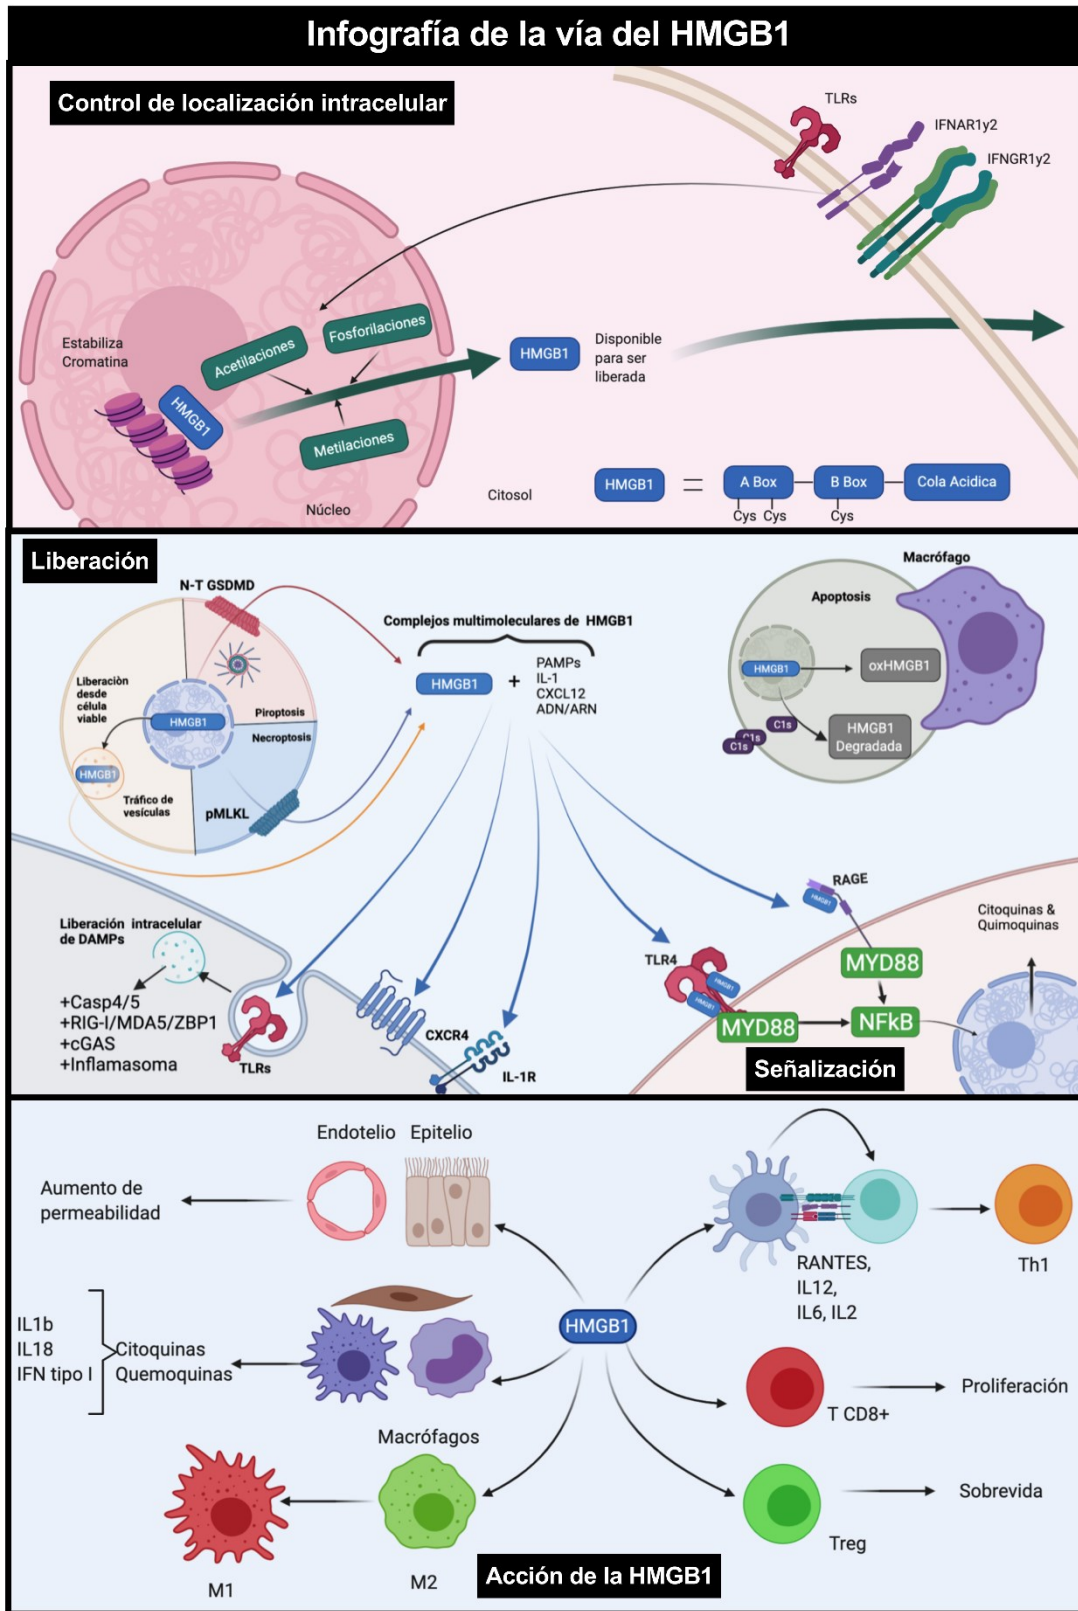 Infografía de la vía del HMGB1
Control de localización intracelular
TLRs
IFNAR1y2
IFNGR1y2
Estabiliza
Cromatina
Acetilaciones
Fosforilaciones
HMGB1
Metilaciones
HMGB1
Disponible
para ser
liberada
Núcleo
Citosol
HMGB1
A Box
B Box
Cola Acidica
Cys Cys
Cys
Liberación
N-T GSDMD
Liberaciòn
desde
célula
viable
HMGB1
HMGB1
Piroptosis
Necroptosis
Tráfico de
vesículas
pMLKL
Complejos multimoleculares de HMGB1
HMGB1
+
PAMPs
IL-1
CXCL12
ADN/ARN
Macrófago
Apoptosis
HMGB1
oxHMGB1
C1s
C1s
C1s
HMGB1
Degradada
Liberación intracelular
de DAMPs
+Casp4/5
+RIG-I/MDA5/ZBP1
+cGAS
+Inflamasoma
TLRs
CXCR4
IL-1R
TLR4
HMGB1
HMGB1
RAGE
HMGB1
MYD88
MYD88
NFkB
Citoquinas &
Quimoquinas
Señalización
Endotelio
Epitelio
Aumento de
permeabilidad
IL1b
IL18
IFN tipo I
Citoquinas
Quemoquinas
HMGB1
RANTES,
IL12,
IL6, IL2
Th1
T CD8+
Proliferación
Macrófagos
M1
M2
Treg
Sobrevida
Acción de la HMGB1